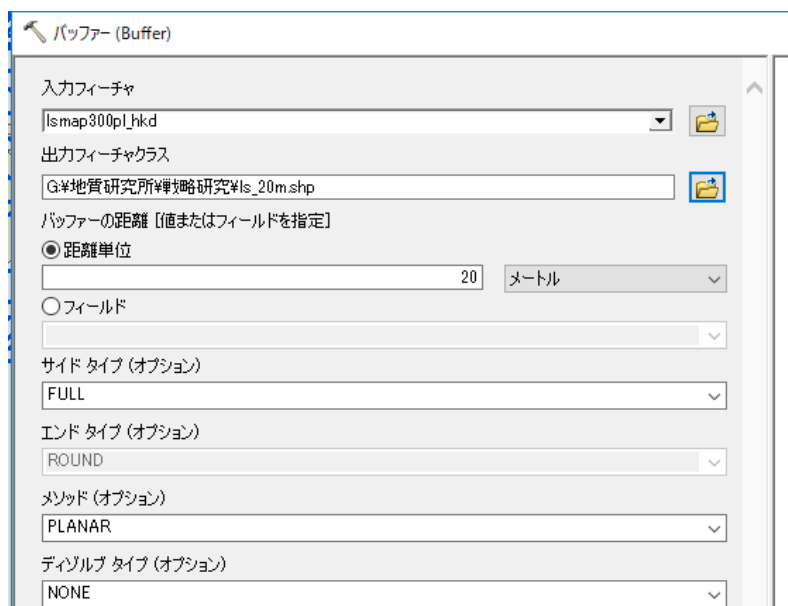 バッファー (Buffer)
入力フィーチャ
lsmap300pl_hkd
出力フィーチャクラス
G:¥地質研究所¥戦略研究¥ls_20m.shp
バッファーの距離 [値またはフィールドを指定]
距離単位
20 メートル
フィールド
サイド タイプ (オプション)
FULL
エンド タイプ (オプション)
ROUND
メソッド (オプション)
PLANAR
ディゾルブ タイプ (オプション)
NONE